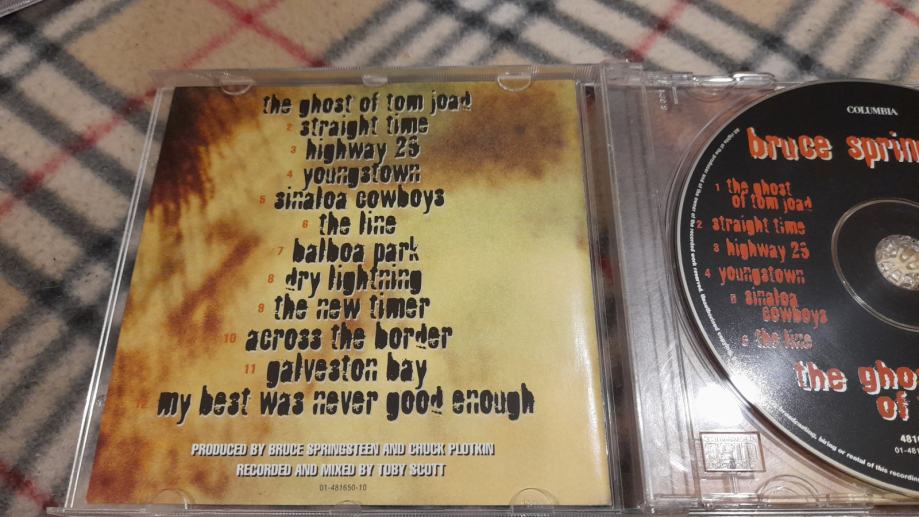 the ghost of tom joad
2 straight time
3 highway 29
4 youngstown
5 sinaloa cowboys
6 the line
7 balboa park
8 dry lightning
9 the new timer
10 across the border
11 galveston bay
12 my best was never good enough
PRODUCED BY BRUCE SPRINGSTEEN AND CHUCK PLOTKIN
RECORDED AND MIXED BY TOBY SCOTT
01-481650-10
COLUMBIA
bruce sprin
1 the ghost
of tom joad
2 straight time
3 highway 29
4 youngstown
sinaloa
cowboys
6 the line
the ghos
of
4816
01-481